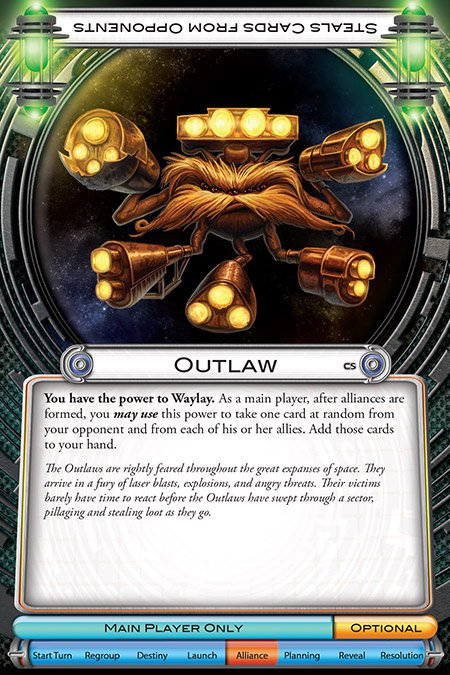 Steals Cards from Opponents
Outlaw
CS
You have the power to Waylay. As a main player, after alliances are
formed, you may use this power to take one card at random from
your opponent and from each of his or her allies. Add those cards
to your hand.
The Outlaws are rightly feared throughout the great expanses of space. They
arrive in a fury of laser blasts, explosions, and angry threats. Their victims
barely have time to react before the Outlaws have swept through a sector,
pillaging and stealing loot as they go.
Main Player Only
Optional
Start Turn Regroup Destiny Launch Alliance Planning Reveal Resolution